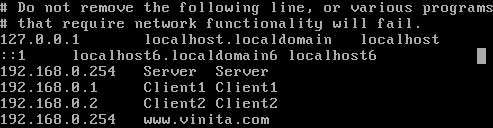 # Do not remove the following line, or various programs
# that require network functionality will fail.
127.0.0.1 localhost.localdomain localhost
::1 localhost6.localdomain6 localhost6
192.168.0.254 Server Server
192.168.0.1 Client1 Client1
192.168.0.2 Client2 Client2
192.168.0.254 www.vinita.com